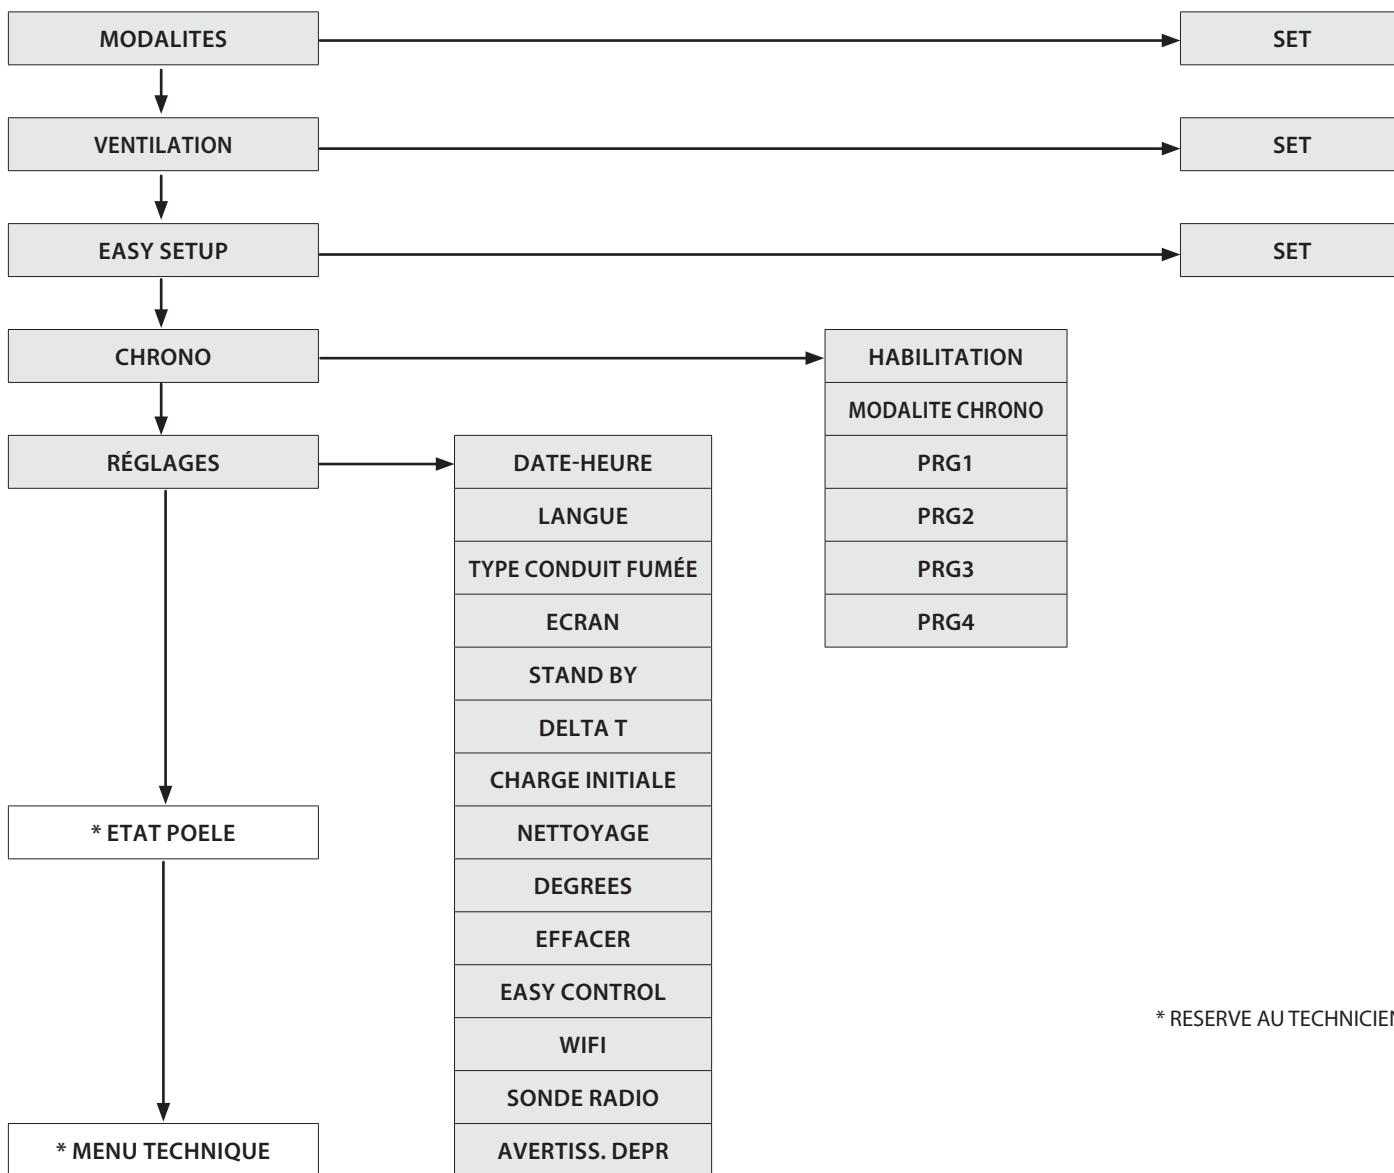 MODALITES
SET
VENTILATION
SET
EASY SETUP
SET
CHRONO
HABILITATION
MODALITE CHRONO
PRG1
PRG2
PRG3
PRG4
RÉGLAGES
DATE-HEURE
LANGUE
TYPE CONDUIT FUMÉE
ECRAN
STAND BY
DELTA T
CHARGE INITIALE
NETTOYAGE
DEGREES
EFFACER
EASY CONTROL
WIFI
SONDE RADIO
AVERTISS. DEPR
* ETAT POELE
* MENU TECHNIQUE
* RESERVE AU TECHNICIEN